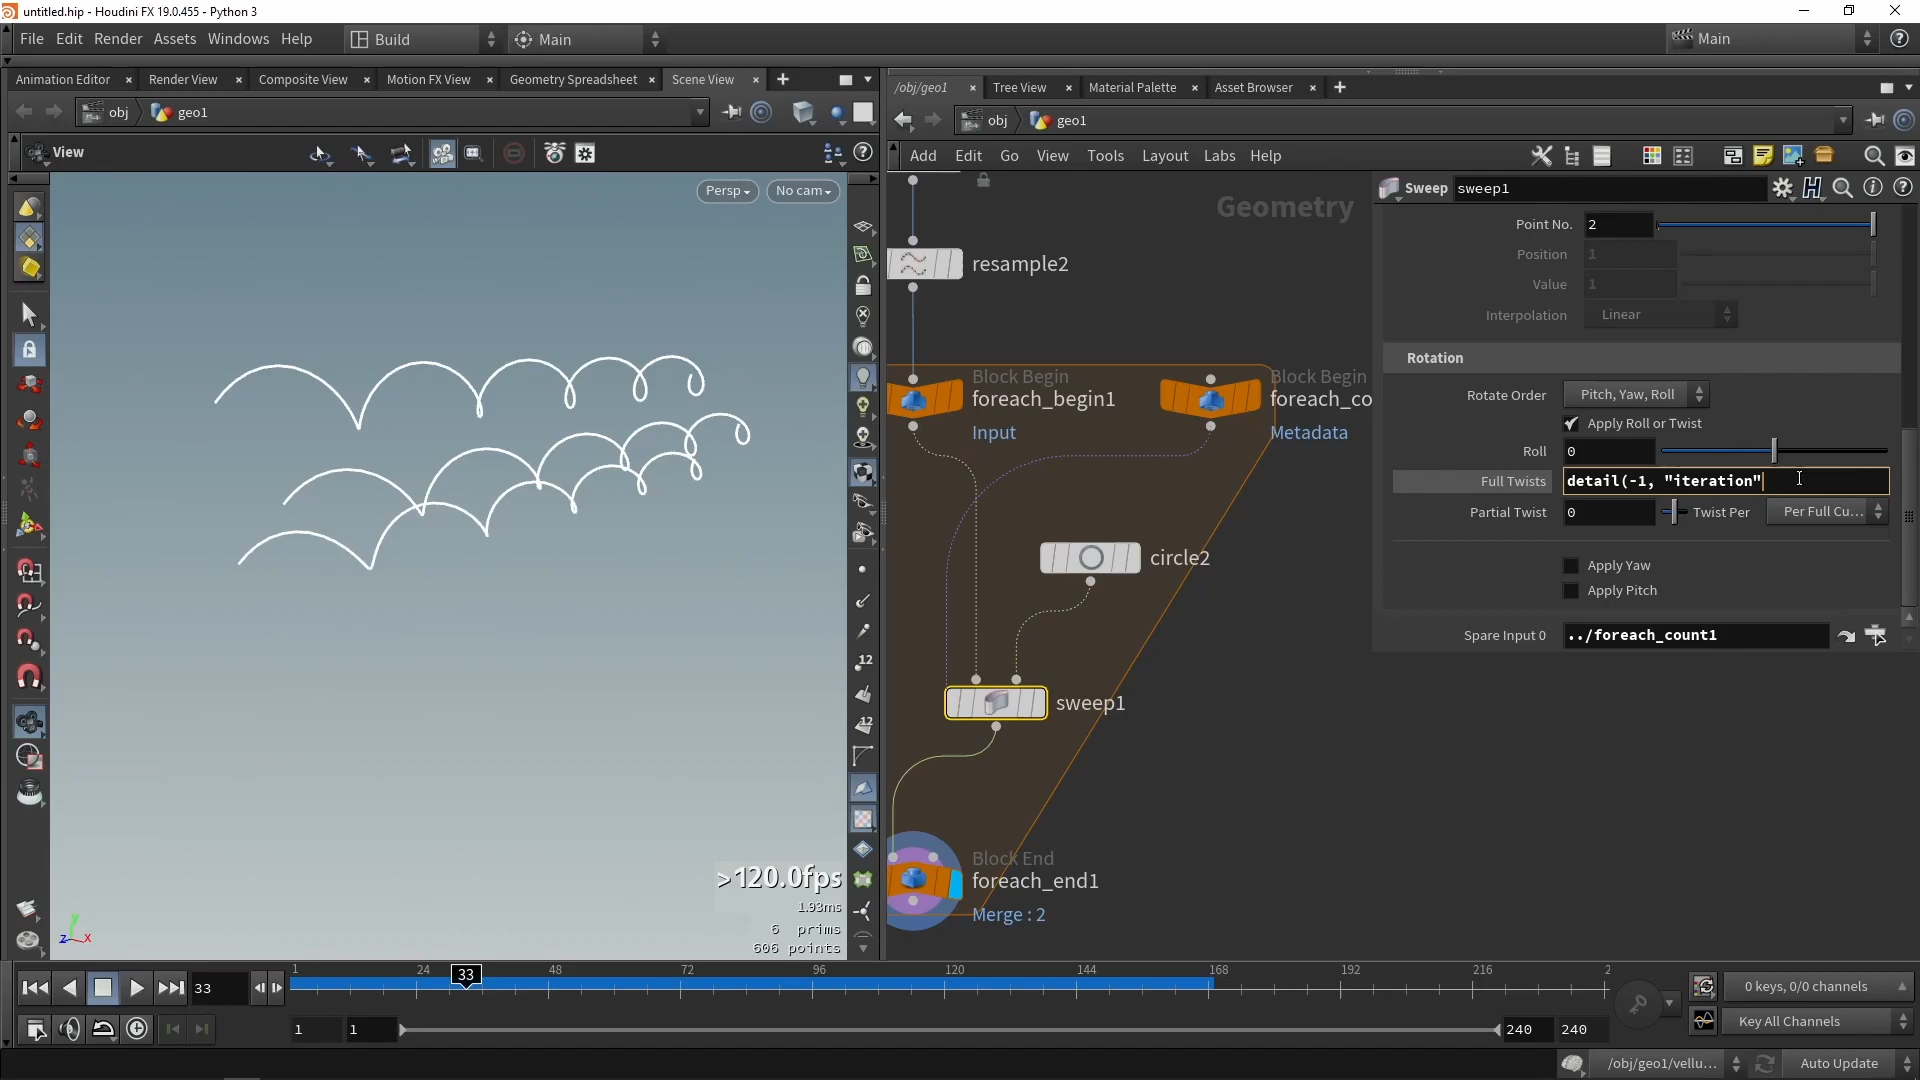 untitled.hip - Houdini FX 19.0.455 - Python 3
File Edit Render Assets Windows Help Build Main Main
Animation Editor Render View Composite View Motion FX View Geometry Spreadsheet Scene View
obj geo1
View
Persp No cam
>120.0fps
1.93ms
6 prims
606 points
z x y
12
12
/obj/geo1 Tree View Material Palette Asset Browser
obj geo1
Add Edit Go View Tools Layout Labs Help
Geometry
resample2
Block Begin
foreach_begin1
Input
Block Begin
foreach_co
Metadata
circle2
sweep1
Block End
foreach_end1
Merge : 2
Sweep sweep1
Point No. 2
Position 1
Value 1
Interpolation Linear
Rotation
Rotate Order Pitch, Yaw, Roll
Apply Roll or Twist
Roll 0
Full Twists detail(-1, "iteration"
Partial Twist 0 Twist Per Per Full Cu...
Apply Yaw
Apply Pitch
Spare Input 0 ../foreach_count1
33 1 24 33 48 72 96 120 144 168 192 216 2
0 keys, 0/0 channels
1 1 240 240
Key All Channels
/obj/geo1/vellu... Auto Update